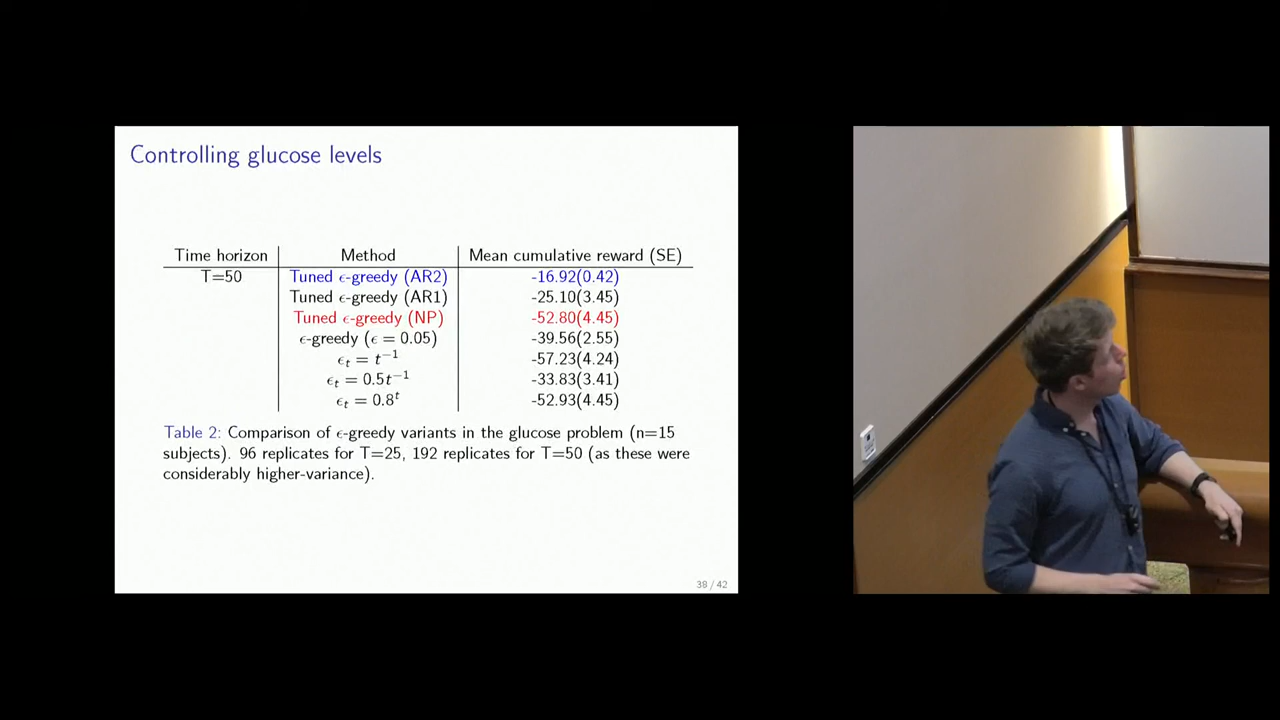 Controlling glucose levels
Time horizon Method Mean cumulative reward (SE)
T=50 Tuned ϵ-greedy (AR2) -16.92(0.42)
Tuned ϵ-greedy (AR1) -25.10(3.45)
Tuned ϵ-greedy (NP) -52.80(4.45)
ϵ-greedy (ϵ = 0.05) -39.56(2.55)
ϵₜ = t⁻¹ -57.23(4.24)
ϵₜ = 0.5t⁻¹ -33.83(3.41)
ϵₜ = 0.8ᵗ -52.93(4.45)
Table 2: Comparison of ϵ-greedy variants in the glucose problem (n=15
subjects). 96 replicates for T=25, 192 replicates for T=50 (as these were
considerably higher-variance).
38 / 42